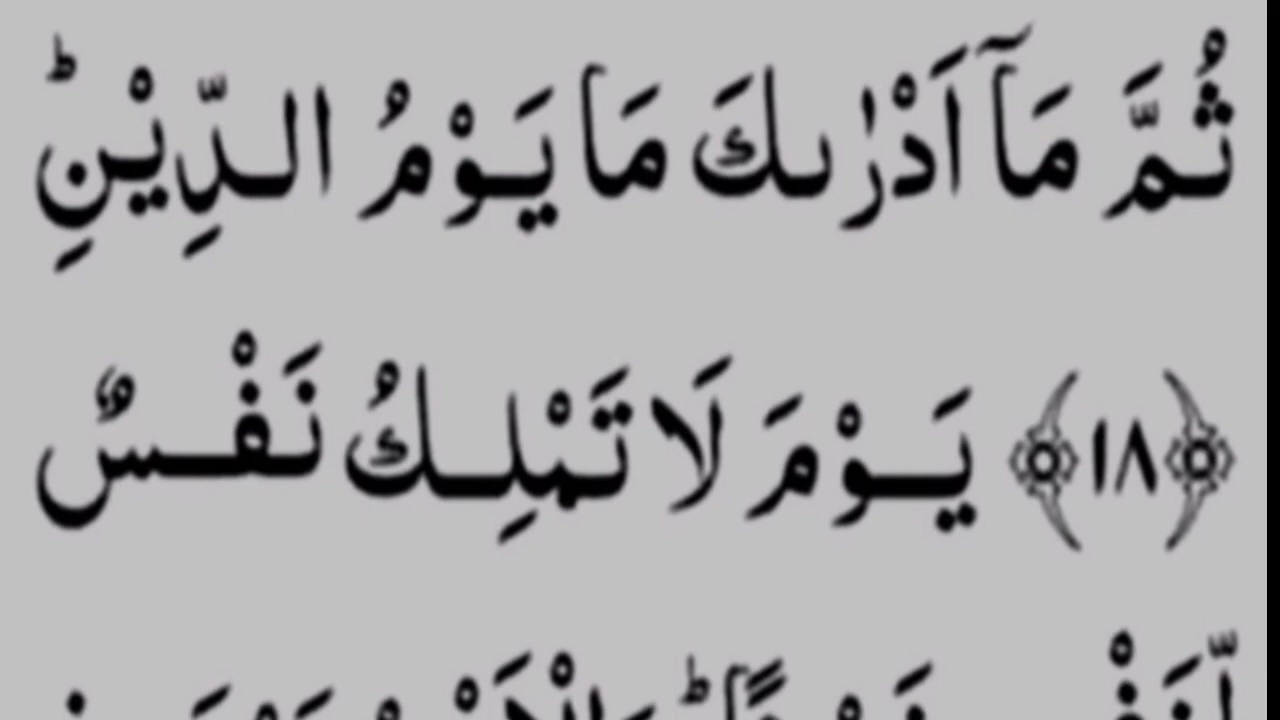 ثُمَّ مَآ اَدْرٰىكَ مَا يَوْمُ الدِّيْنِؕ
﴿١٨﴾ يَوْمَ لَا تَمْلِكُ نَفْسٌ